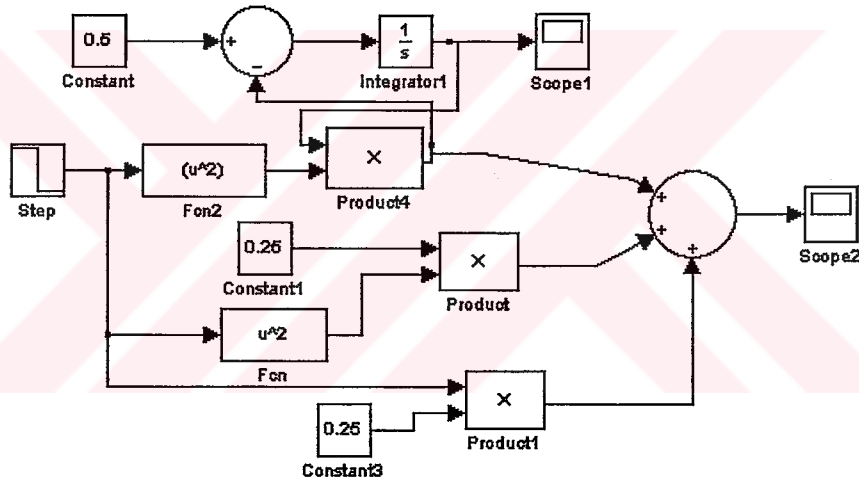 0.5
Constant
+
−
1
s
Integrator1
Scope1
Step
(u^2)
Fcn2
×
Product4
+
+
+
Scope2
0.25
Constant1
×
Product
u^2
Fcn
×
Product1
0.25
Constant3